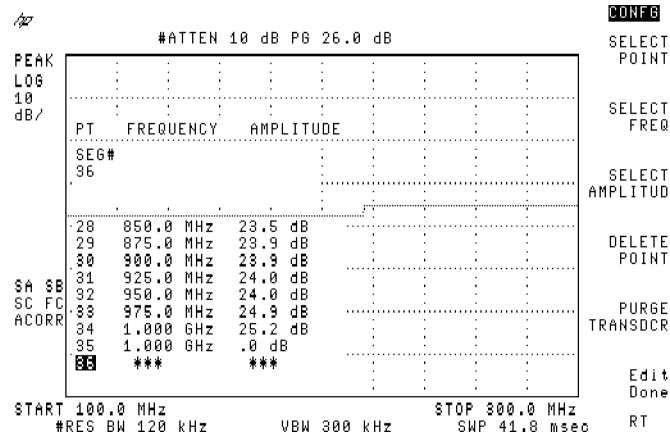 hp
CONFG
#ATTEN 10 dB PG 26.0 dB
PEAK
LOG
10
dB/
SELECT
POINT
SELECT
FREQ
SELECT
AMPLITUD
DELETE
POINT
PURGE
TRANSDCR
Edit
Done
RT
PT FREQUENCY AMPLITUDE
SEG#
36
28 850.0 MHz 23.5 dB
29 875.0 MHz 23.9 dB
30 900.0 MHz 23.9 dB
31 925.0 MHz 24.0 dB
32 950.0 MHz 24.0 dB
33 975.0 MHz 24.9 dB
34 1.000 GHz 25.2 dB
35 1.000 GHz .0 dB
36 *** ***
SA SB
SC FC
ACORR
START 100.0 MHz STOP 300.0 MHz
#RES BW 120 kHz VBW 300 kHz SWP 41.8 msec